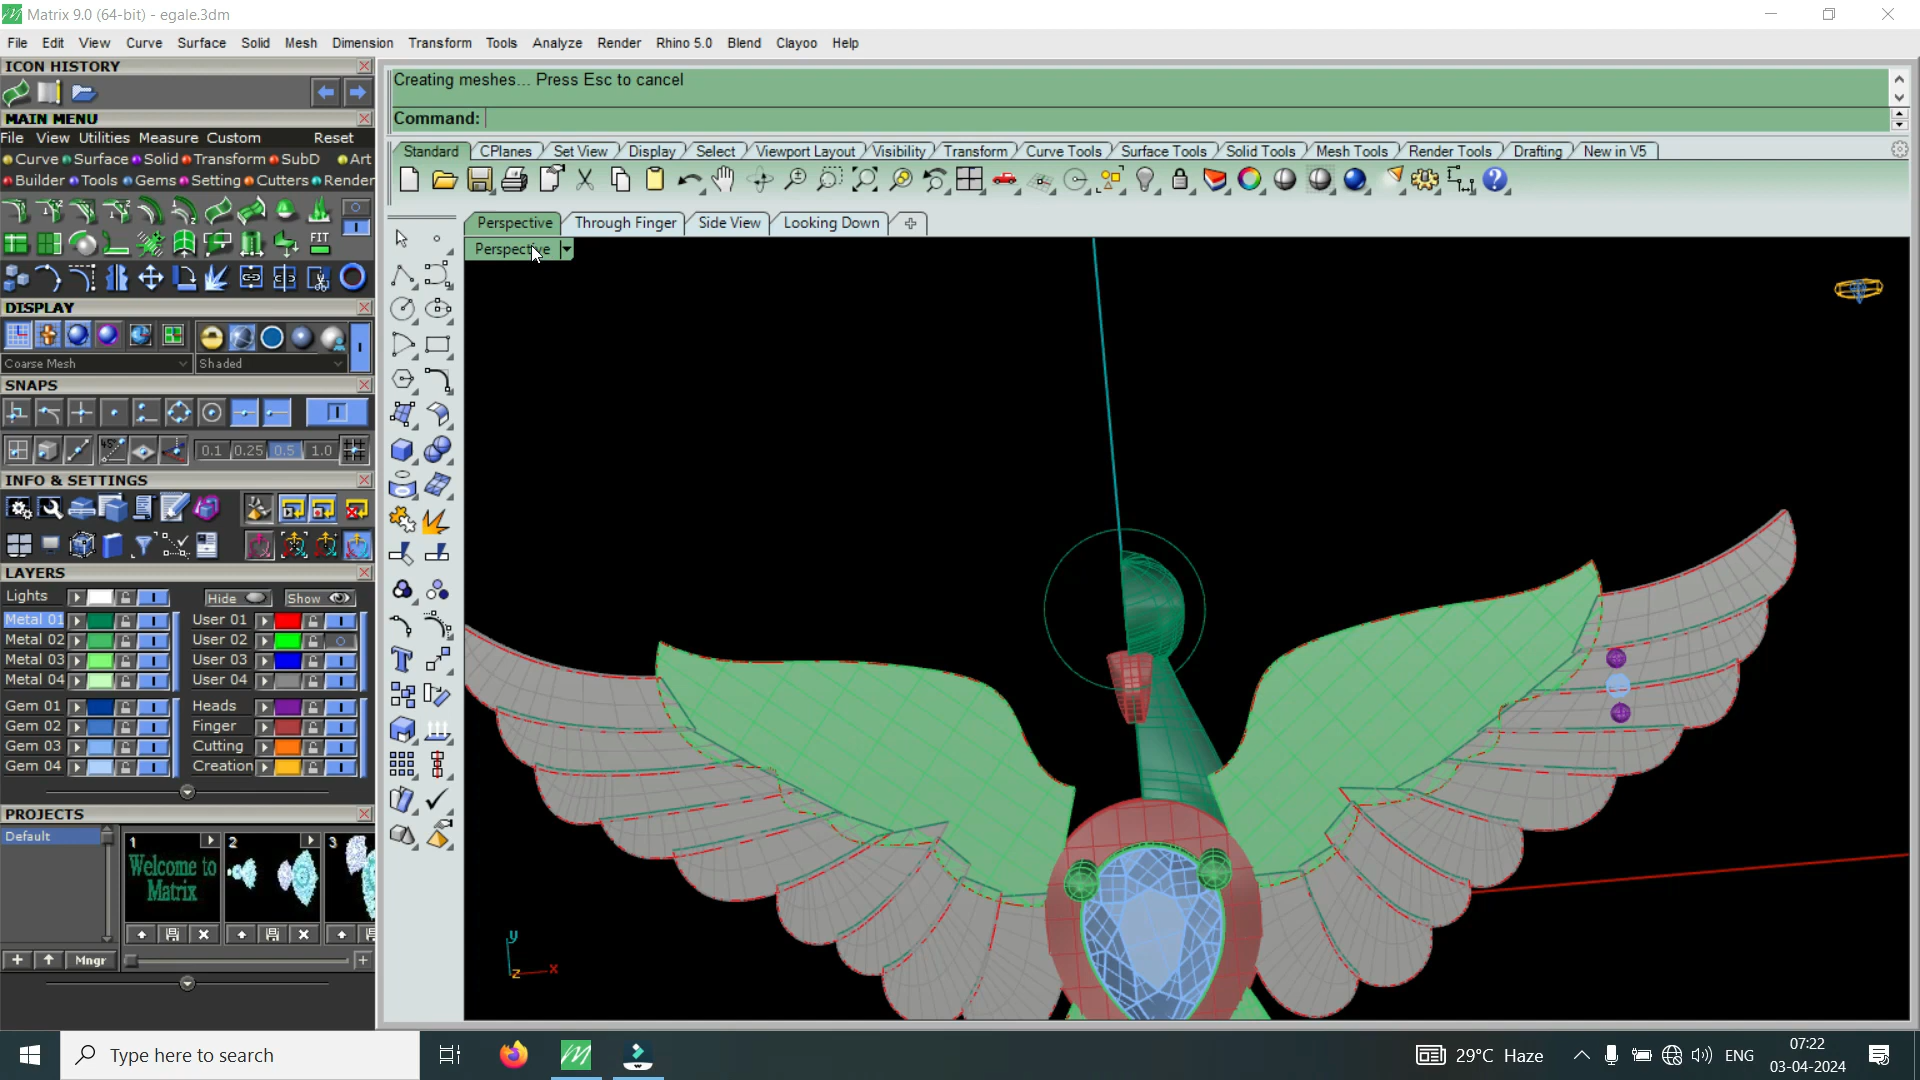 Matrix 9.0 (64-bit) - egale.3dm
File Edit View Curve Surface Solid Mesh Dimension Transform Tools Analyze Render Rhino 5.0 Blend Clayoo Help
ICON HISTORY
MAIN MENU
File View Utilities Measure Custom Reset
Curve Surface Solid Transform SubD Art
Builder Tools Gems Setting Cutters Render
FIT
DISPLAY
Coarse Mesh Shaded
SNAPS
0.1 0.25 0.5 1.0
INFO & SETTINGS
LAYERS
Lights Hide Show
Metal 01 User 01
Metal 02 User 02
Metal 03 User 03
Metal 04 User 04
Gem 01 Heads
Gem 02 Finger
Gem 03 Cutting
Gem 04 Creation
PROJECTS
Default
1 2 3
Welcome to
Matrix
Mngr
Creating meshes... Press Esc to cancel
Command:
Standard CPlanes Set View Display Select Viewport Layout Visibility Transform Curve Tools Surface Tools Solid Tools Mesh Tools Render Tools Drafting New in V5
Perspective Through Finger Side View Looking Down
Perspective
y
z x
Type here to search
29°C Haze
ENG
07:22
03-04-2024